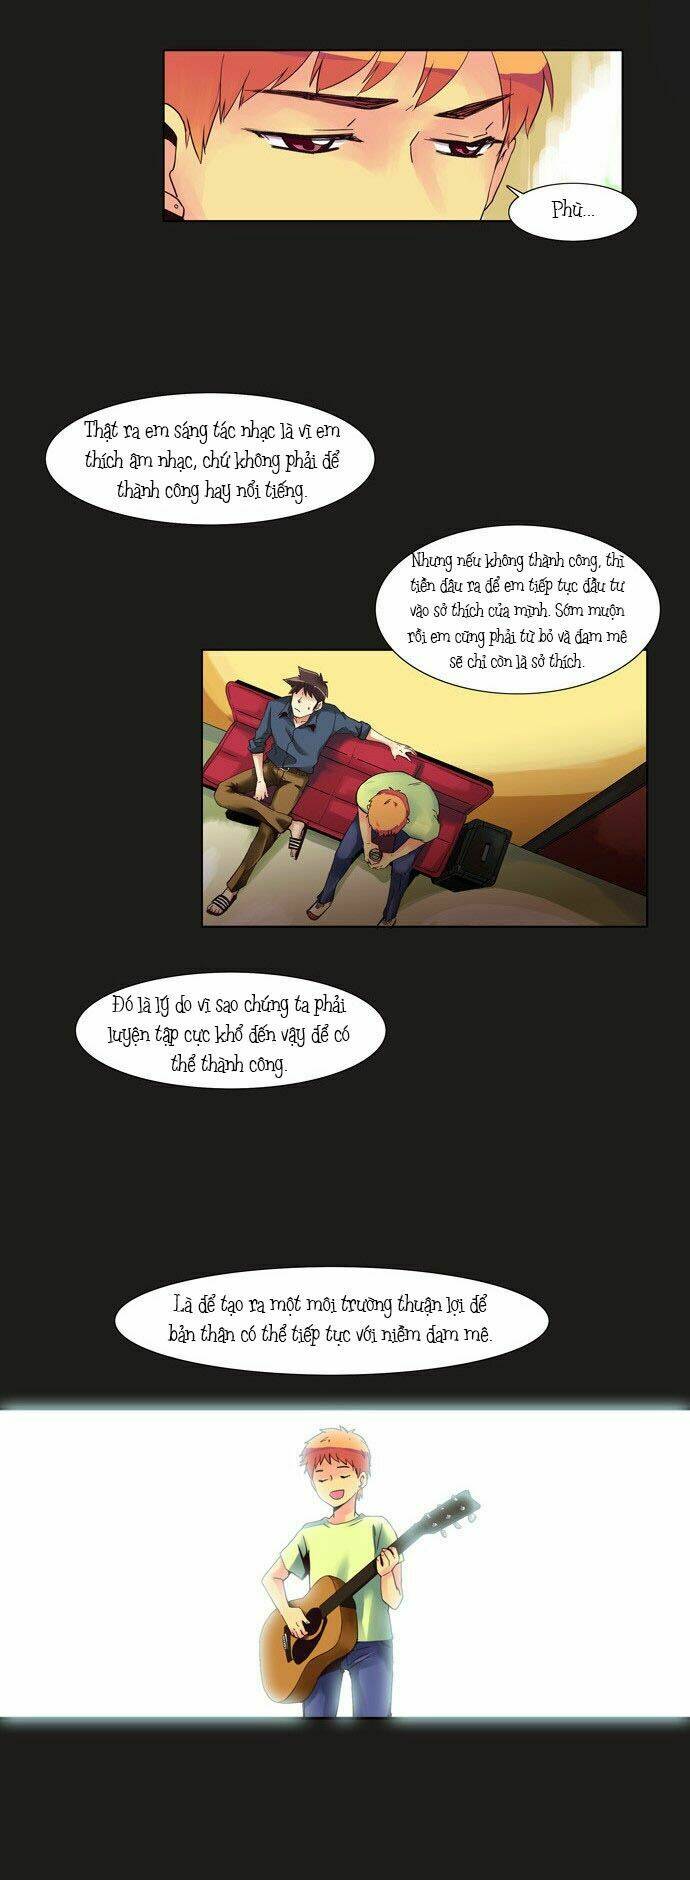 Phù...
Thật ra em sáng tác nhạc là vì em
thích âm nhạc, chứ không phải để
thành công hay nổi tiếng.
Nhưng nếu không thành công, thì
tiền đâu ra để em tiếp tục đầu tư
vào sở thích của mình. Sớm muộn
rồi em cũng phải từ bỏ và đam mê
sẽ chỉ còn là sở thích.
Đó là lý do vì sao chúng ta phải
luyện tập cực khổ đến vậy để có
thể thành công.
Là để tạo ra một môi trường thuận lợi để
bản thân có thể tiếp tục với niềm đam mê.